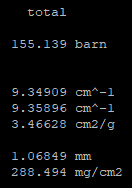 total
155.139 barn
9.34909 cm^-1
9.35896 cm^-1
3.46628 cm2/g
1.06849 mm
288.494 mg/cm2